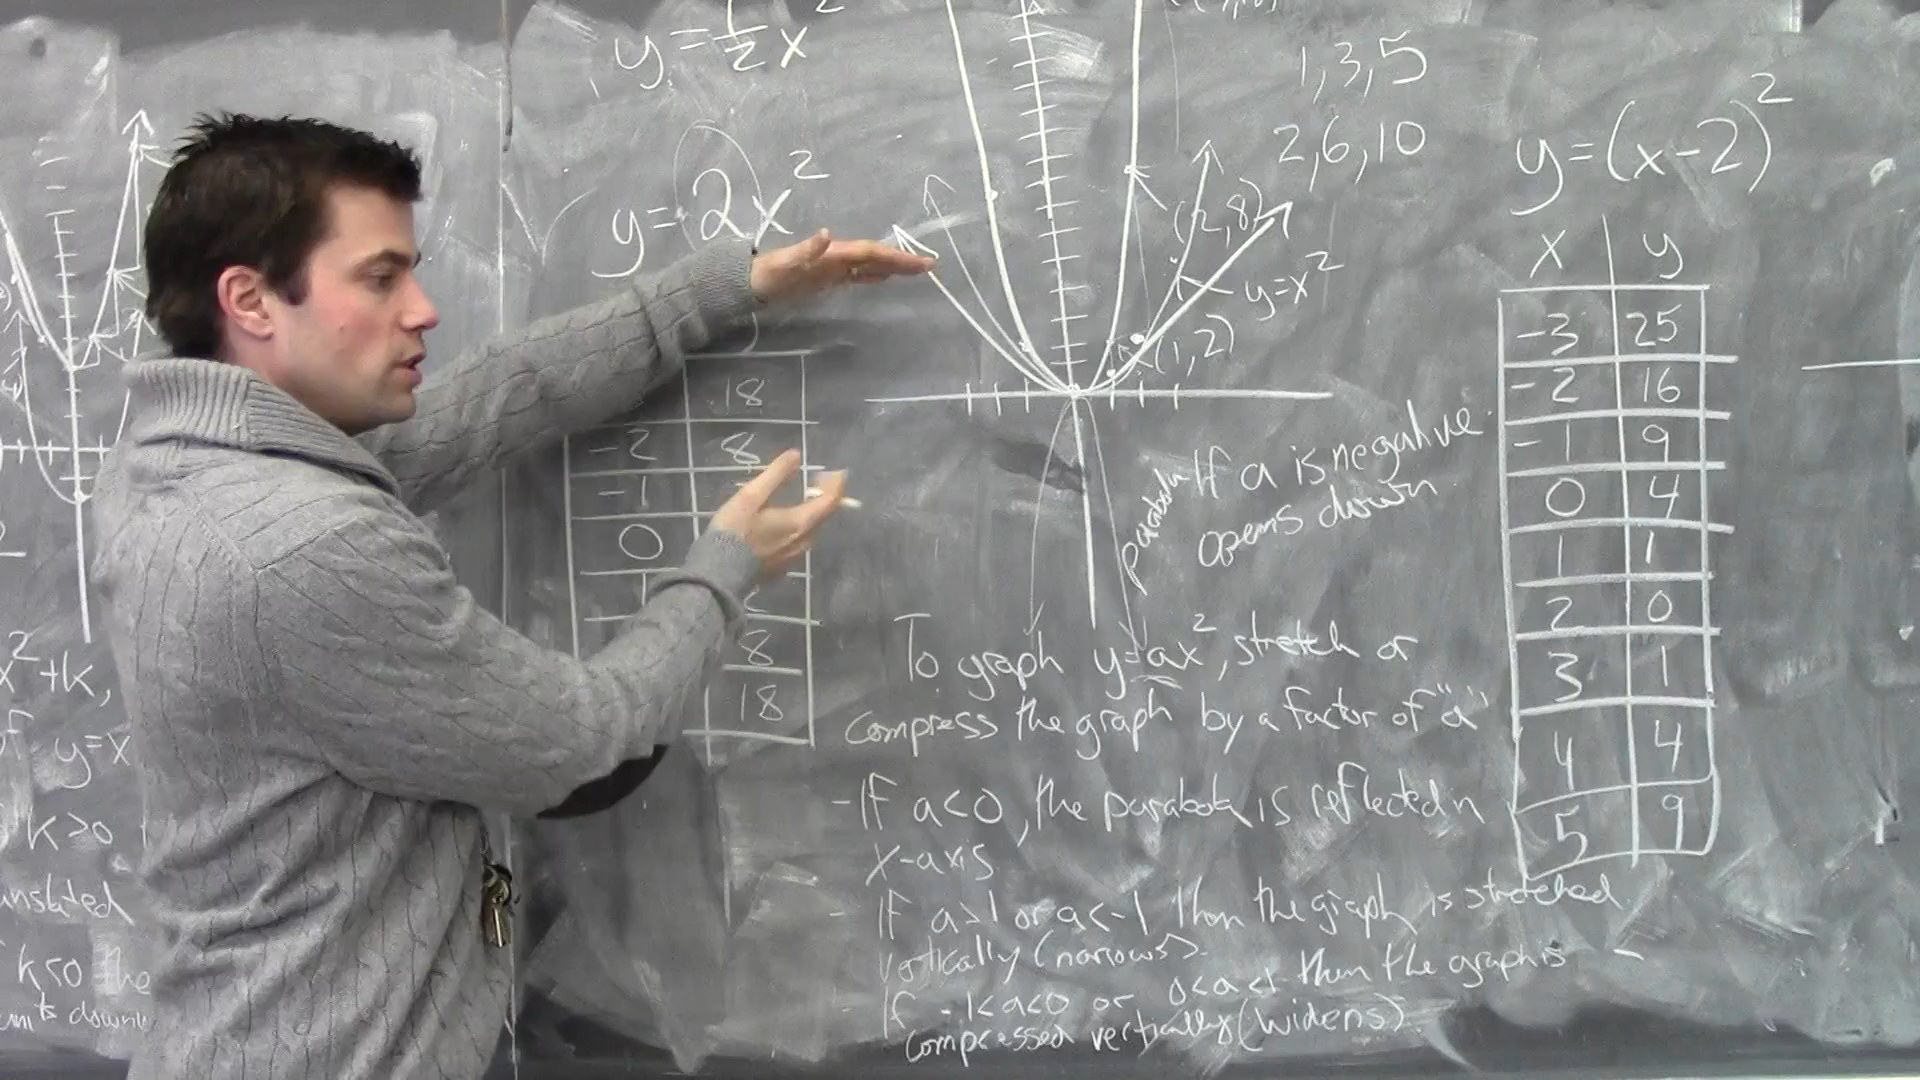 y=1/2x²
1,3,5
2,6,10
y=2x²
(2,8)
y=x²
(1,2)
y=(x-2)²
x y
-3 25
-2 16
-1 9
0 4
1 1
2 0
3 1
4 4
5 9
18
-2 8
-1
0
1 2
8
18
If a is negative
parabola opens down.
To graph y=ax², stretch or
compress the graph by a factor of "a"
- If a<0, the parabola is reflected in
x-axis
- If a>1 or a<-1 then the graph is stretched
vertically (narrows).
- If -1<a<0 or 0<a<1 then the graph is
compressed vertically (widens).
x²+k,
of y=x
k>0
anslated
k<0 the
downw